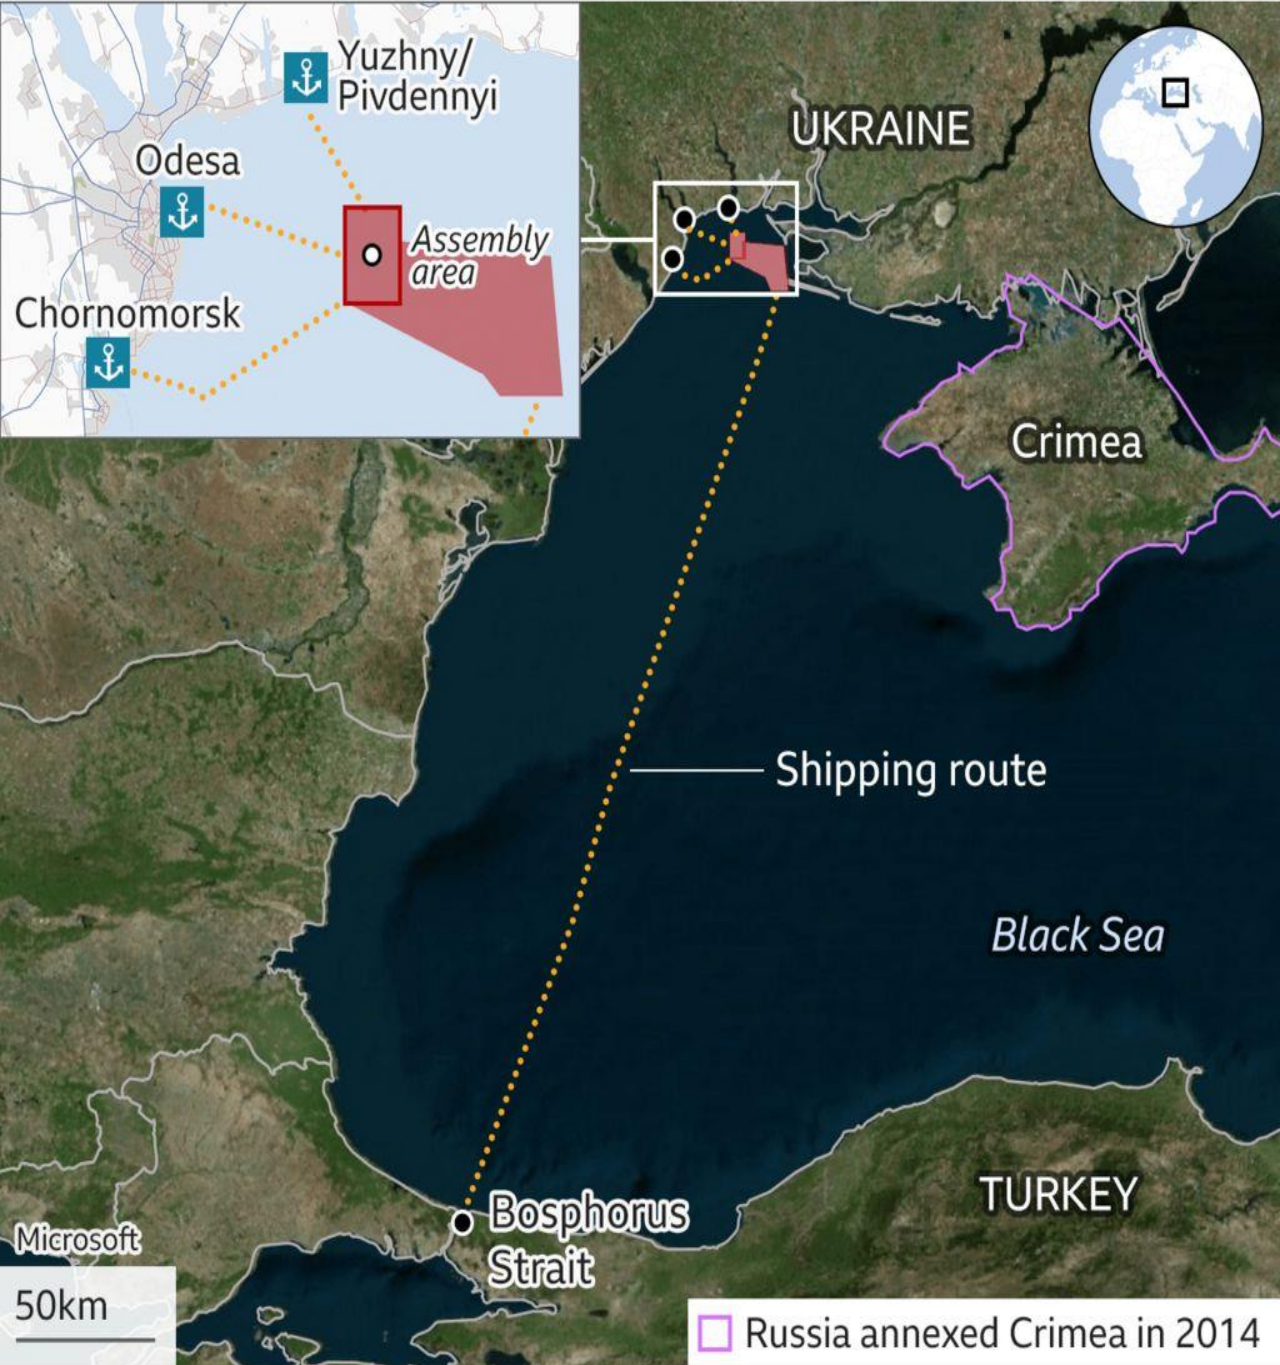 Yuzhny/
Pivdennyi
Odesa
Assembly
area
Chornomorsk
UKRAINE
Crimea
Shipping route
Black Sea
TURKEY
Bosphorus
Strait
Microsoft
50km
Russia annexed Crimea in 2014